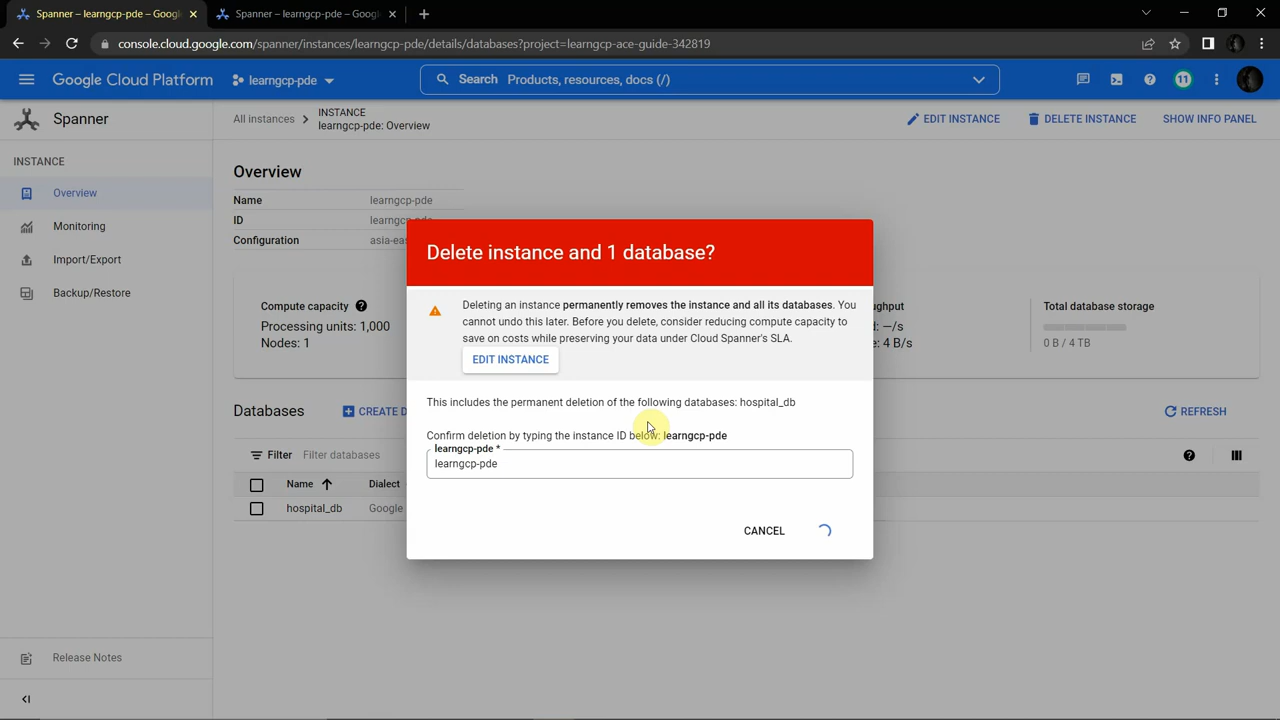 Spanner – learngcp-pde – Googl
Spanner – learngcp-pde – Googl
console.cloud.google.com/spanner/instances/learngcp-pde/details/databases?project=learngcp-ace-guide-342819
Google Cloud Platform
learngcp-pde
Search Products, resources, docs (/)
11
Spanner
All instances
INSTANCE
learngcp-pde: Overview
EDIT INSTANCE
DELETE INSTANCE
SHOW INFO PANEL
INSTANCE
Overview
Monitoring
Import/Export
Backup/Restore
Release Notes
Overview
Name learngcp-pde
ID learngcp-pde
Configuration asia-eas
Compute capacity
Processing units: 1,000
Nodes: 1
ghput
d: —/s
e: 4 B/s
Total database storage
0 B / 4 TB
Databases
CREATE D
REFRESH
Filter Filter databases
Name Dialect
hospital_db Google
Delete instance and 1 database?
Deleting an instance permanently removes the instance and all its databases. You
cannot undo this later. Before you delete, consider reducing compute capacity to
save on costs while preserving your data under Cloud Spanner's SLA.
EDIT INSTANCE
This includes the permanent deletion of the following databases: hospital_db
Confirm deletion by typing the instance ID below: learngcp-pde
learngcp-pde *
learngcp-pde
CANCEL